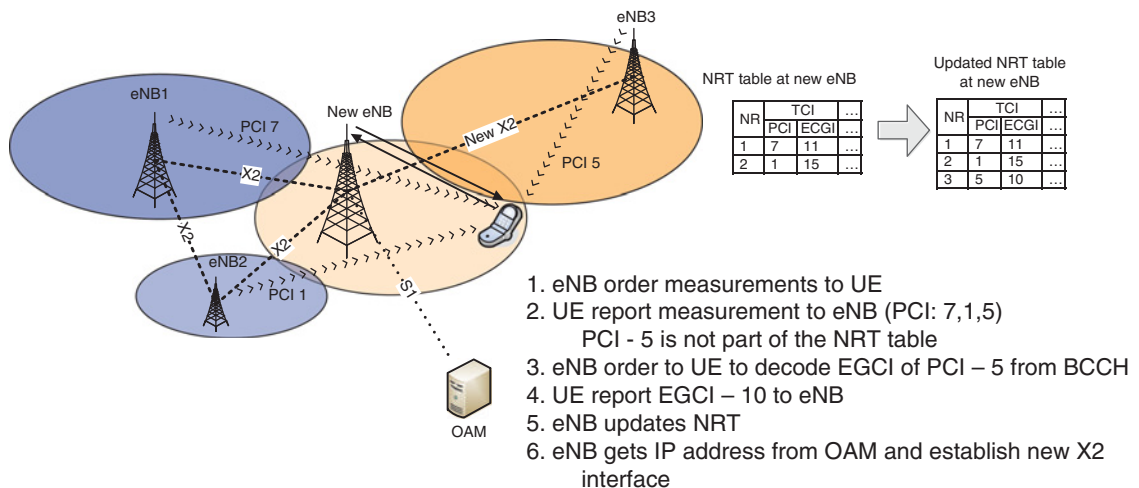 eNB3
eNB1
PCI 7
New eNB
New X2
PCI 5
X2
X2
X2
eNB2
PCI 1
S1
OAM
NRT table at new eNB
NR TCI ...
PCI ECGI ...
1 7 11 ...
2 1 15 ...
Updated NRT table
at new eNB
NR TCI ...
PCI ECGI ...
1 7 11 ...
2 1 15 ...
3 5 10 ...
1. eNB order measurements to UE
2. UE report measurement to eNB (PCI: 7,1,5)
PCI - 5 is not part of the NRT table
3. eNB order to UE to decode EGCI of PCI – 5 from BCCH
4. UE report EGCI – 10 to eNB
5. eNB updates NRT
6. eNB gets IP address from OAM and establish new X2
interface